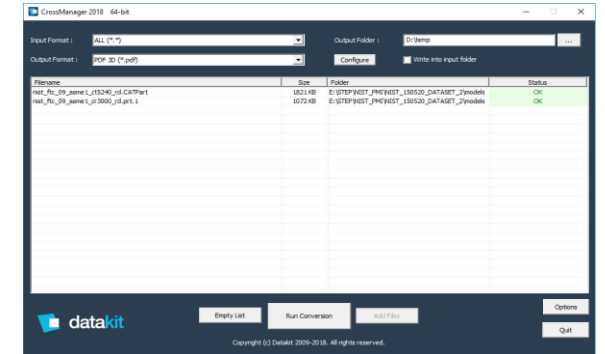 CrossManager 2018 64-bit
Input Format : ALL (*.*) Output Folder : D:\temp ...
Output Format : PDF 3D (*.pdf) Configure Write into input folder
Filename Size Folder Status
nist_ftc_09_asme1_ct5240_rd.CATPart 1821 KB E:\STEP\NIST_PMI\NIST_150520_DATASET_2\models OK
nist_ftc_09_asme1_cr3000_rd.prt.1 1072 KB E:\STEP\NIST_PMI\NIST_150520_DATASET_2\models OK
datakit Empty List Run Conversion Add Files Options
Quit
Copyright (c) Datakit 2009-2018. All rights reserved.